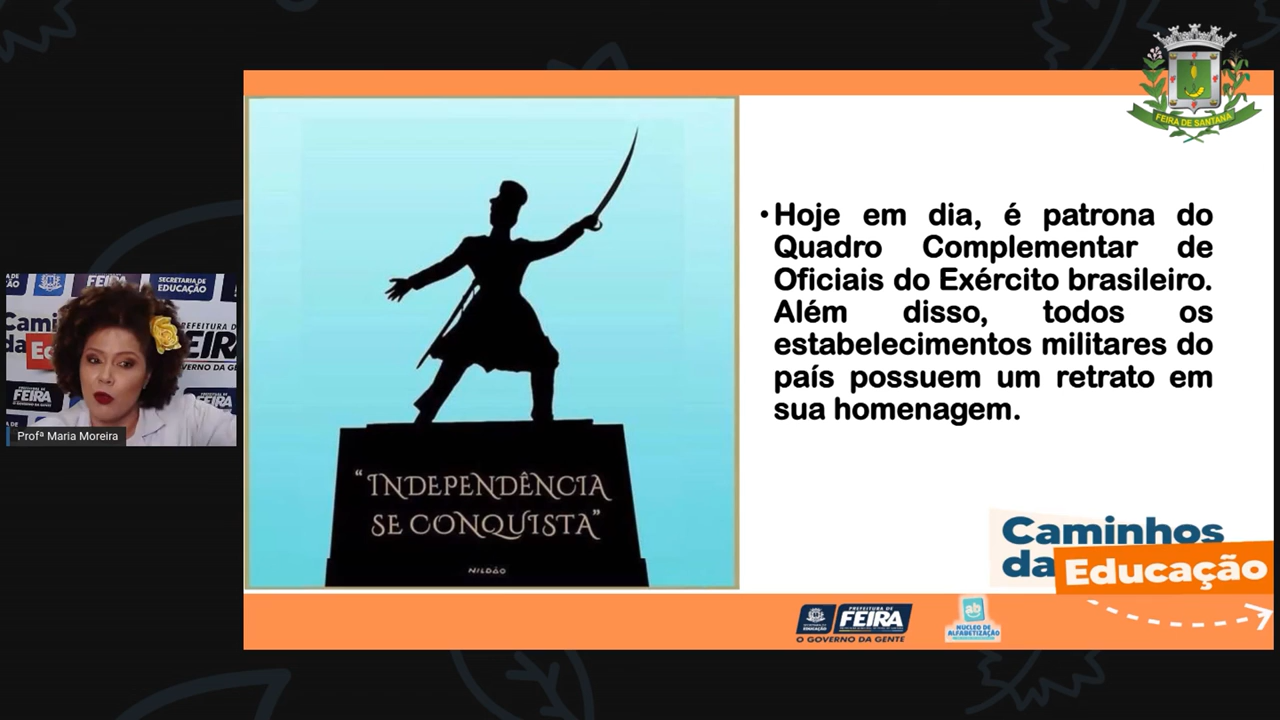 FEIRA DE SANTANA
• Hoje em dia, é patrona do
Quadro Complementar de
Oficiais do Exército brasileiro.
Além disso, todos os
estabelecimentos militares do
país possuem um retrato em
sua homenagem.
“INDEPENDÊNCIA
SE CONQUISTA”
NILDÃO
SECRETARIA DE
EDUCAÇÃO
FEIRA
Profª Maria Moreira
Caminhos
da Educação
PREFEITURA DE
FEIRA
O GOVERNO DA GENTE
ab
NÚCLEO DE
ALFABETIZAÇÃO